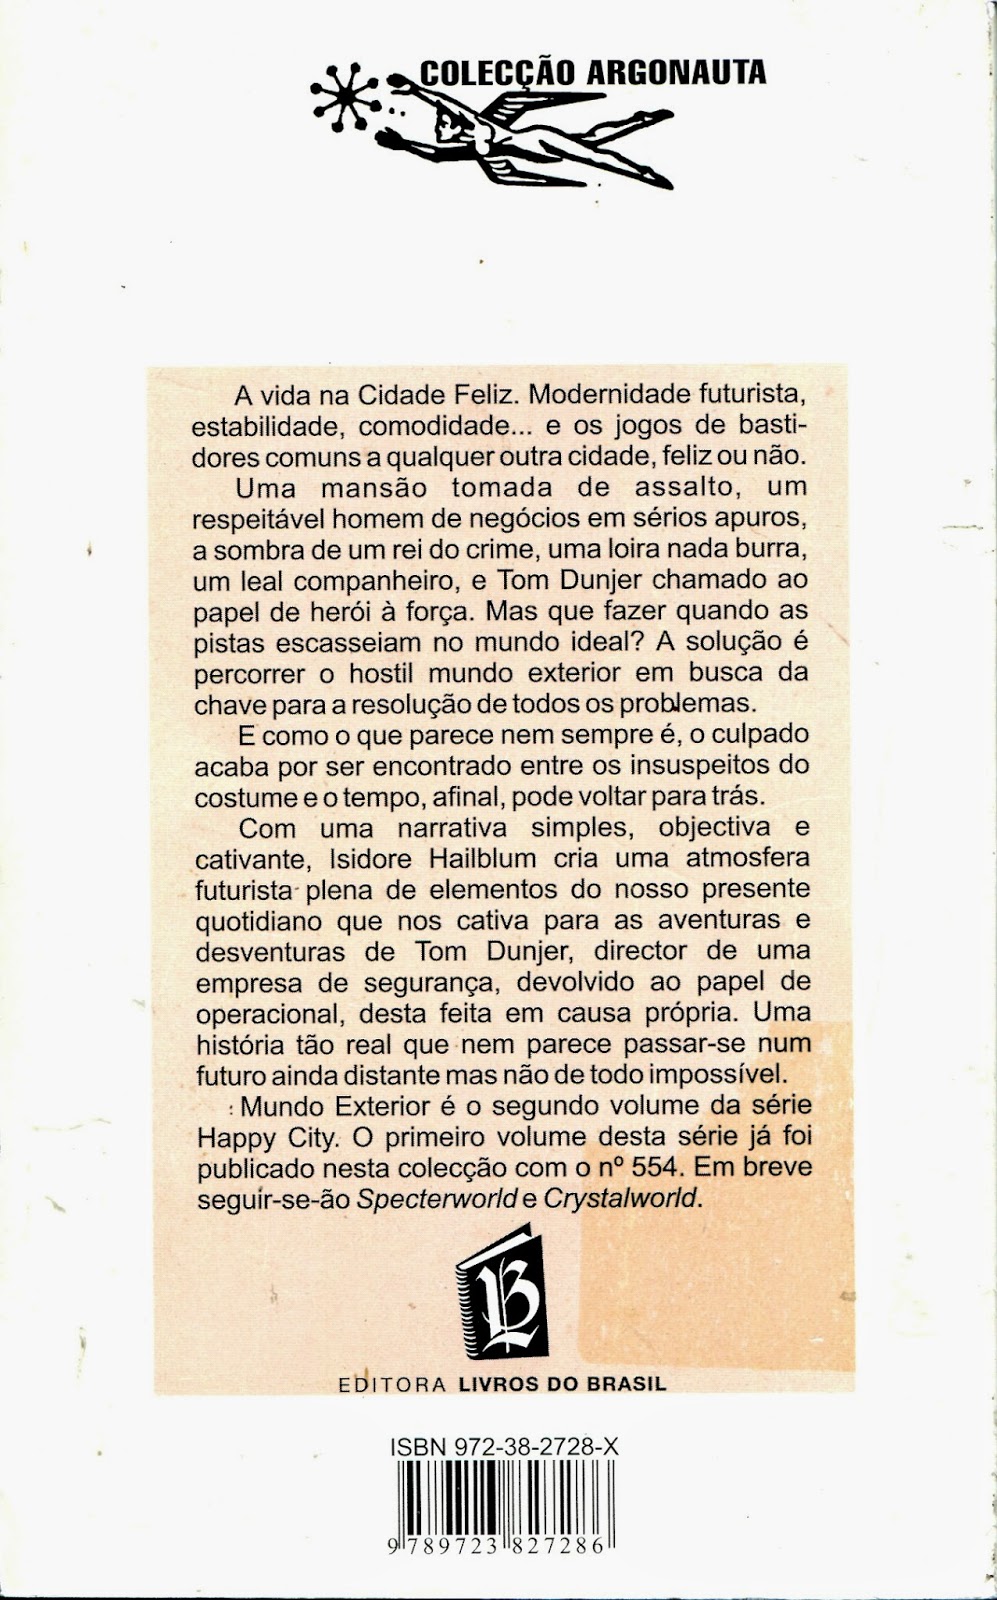 COLECÇÃO ARGONAUTA
A vida na Cidade Feliz. Modernidade futurista,
estabilidade, comodidade... e os jogos de basti-
dores comuns a qualquer outra cidade, feliz ou não.
Uma mansão tomada de assalto, um
respeitável homem de negócios em sérios apuros,
a sombra de um rei do crime, uma loira nada burra,
um leal companheiro, e Tom Dunjer chamado ao
papel de herói à força. Mas que fazer quando as
pistas escasseiam no mundo ideal? A solução é
percorrer o hostil mundo exterior em busca da
chave para a resolução de todos os problemas.
E como o que parece nem sempre é, o culpado
acaba por ser encontrado entre os insuspeitos do
costume e o tempo, afinal, pode voltar para trás.
Com uma narrativa simples, objectiva e
cativante, Isidore Hailblum cria uma atmosfera
futurista plena de elementos do nosso presente
quotidiano que nos cativa para as aventuras e
desventuras de Tom Dunjer, director de uma
empresa de segurança, devolvido ao papel de
operacional, desta feita em causa própria. Uma
história tão real que nem parece passar-se num
futuro ainda distante mas não de todo impossível.
Mundo Exterior é o segundo volume da série
Happy City. O primeiro volume desta série já foi
publicado nesta colecção com o nº 554. Em breve
seguir-se-ão Specterworld e Crystalworld.
LB
EDITORA LIVROS DO BRASIL
ISBN 972-38-2728-X
9 789723 827286